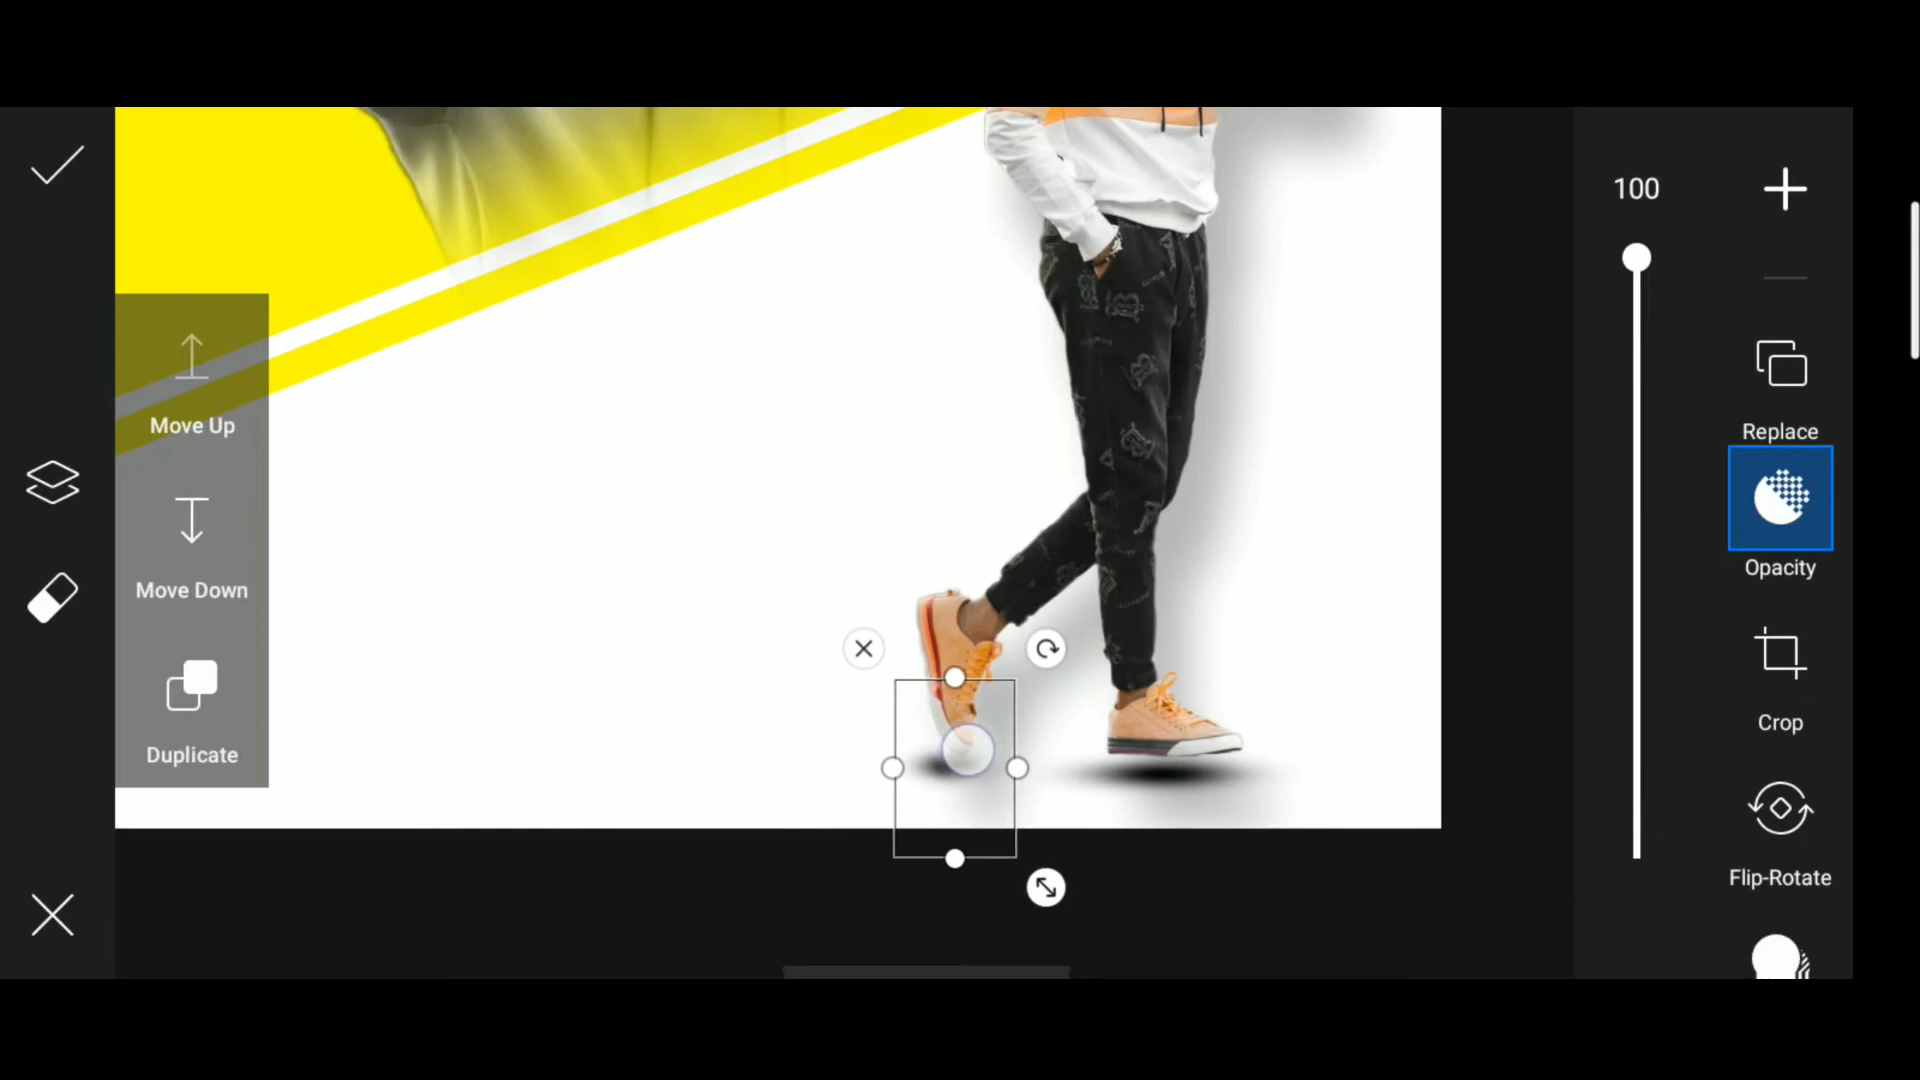 100
Move Up
Move Down
Duplicate
Replace
Opacity
Crop
Flip-Rotate